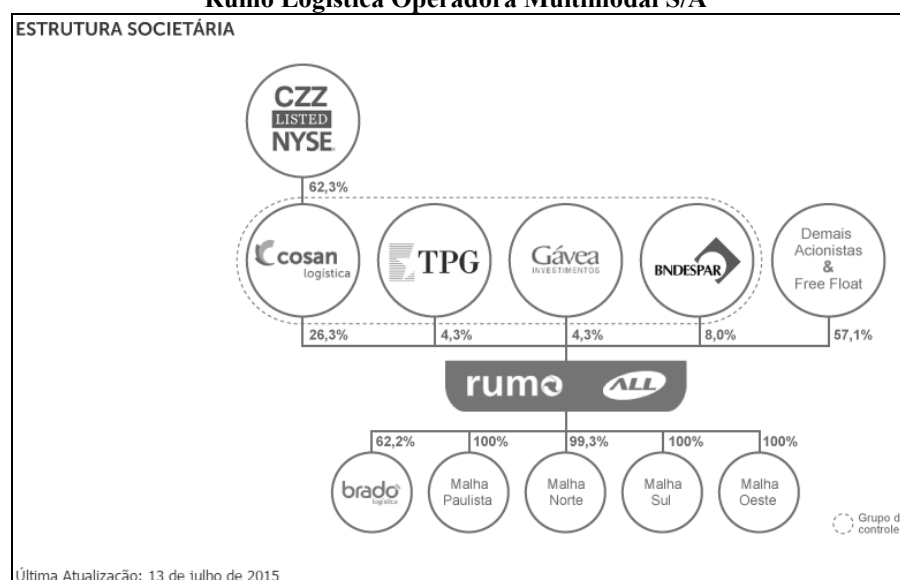 Rumo Logística Operadora Multimodal S/A
ESTRUTURA SOCIETÁRIA
CZZ
LISTED
NYSE
62,3%
cosan
logística
TPG
Gávea
INVESTIMENTOS
BNDESPAR
Demais
Acionistas
&
Free Float
26,3%
4,3%
4,3%
8,0%
57,1%
rumo
ALL
62,2%
100%
99,3%
100%
100%
brado
logística
Malha
Paulista
Malha
Norte
Malha
Sul
Malha
Oeste
Grupo d
controle
Última Atualização: 13 de julho de 2015